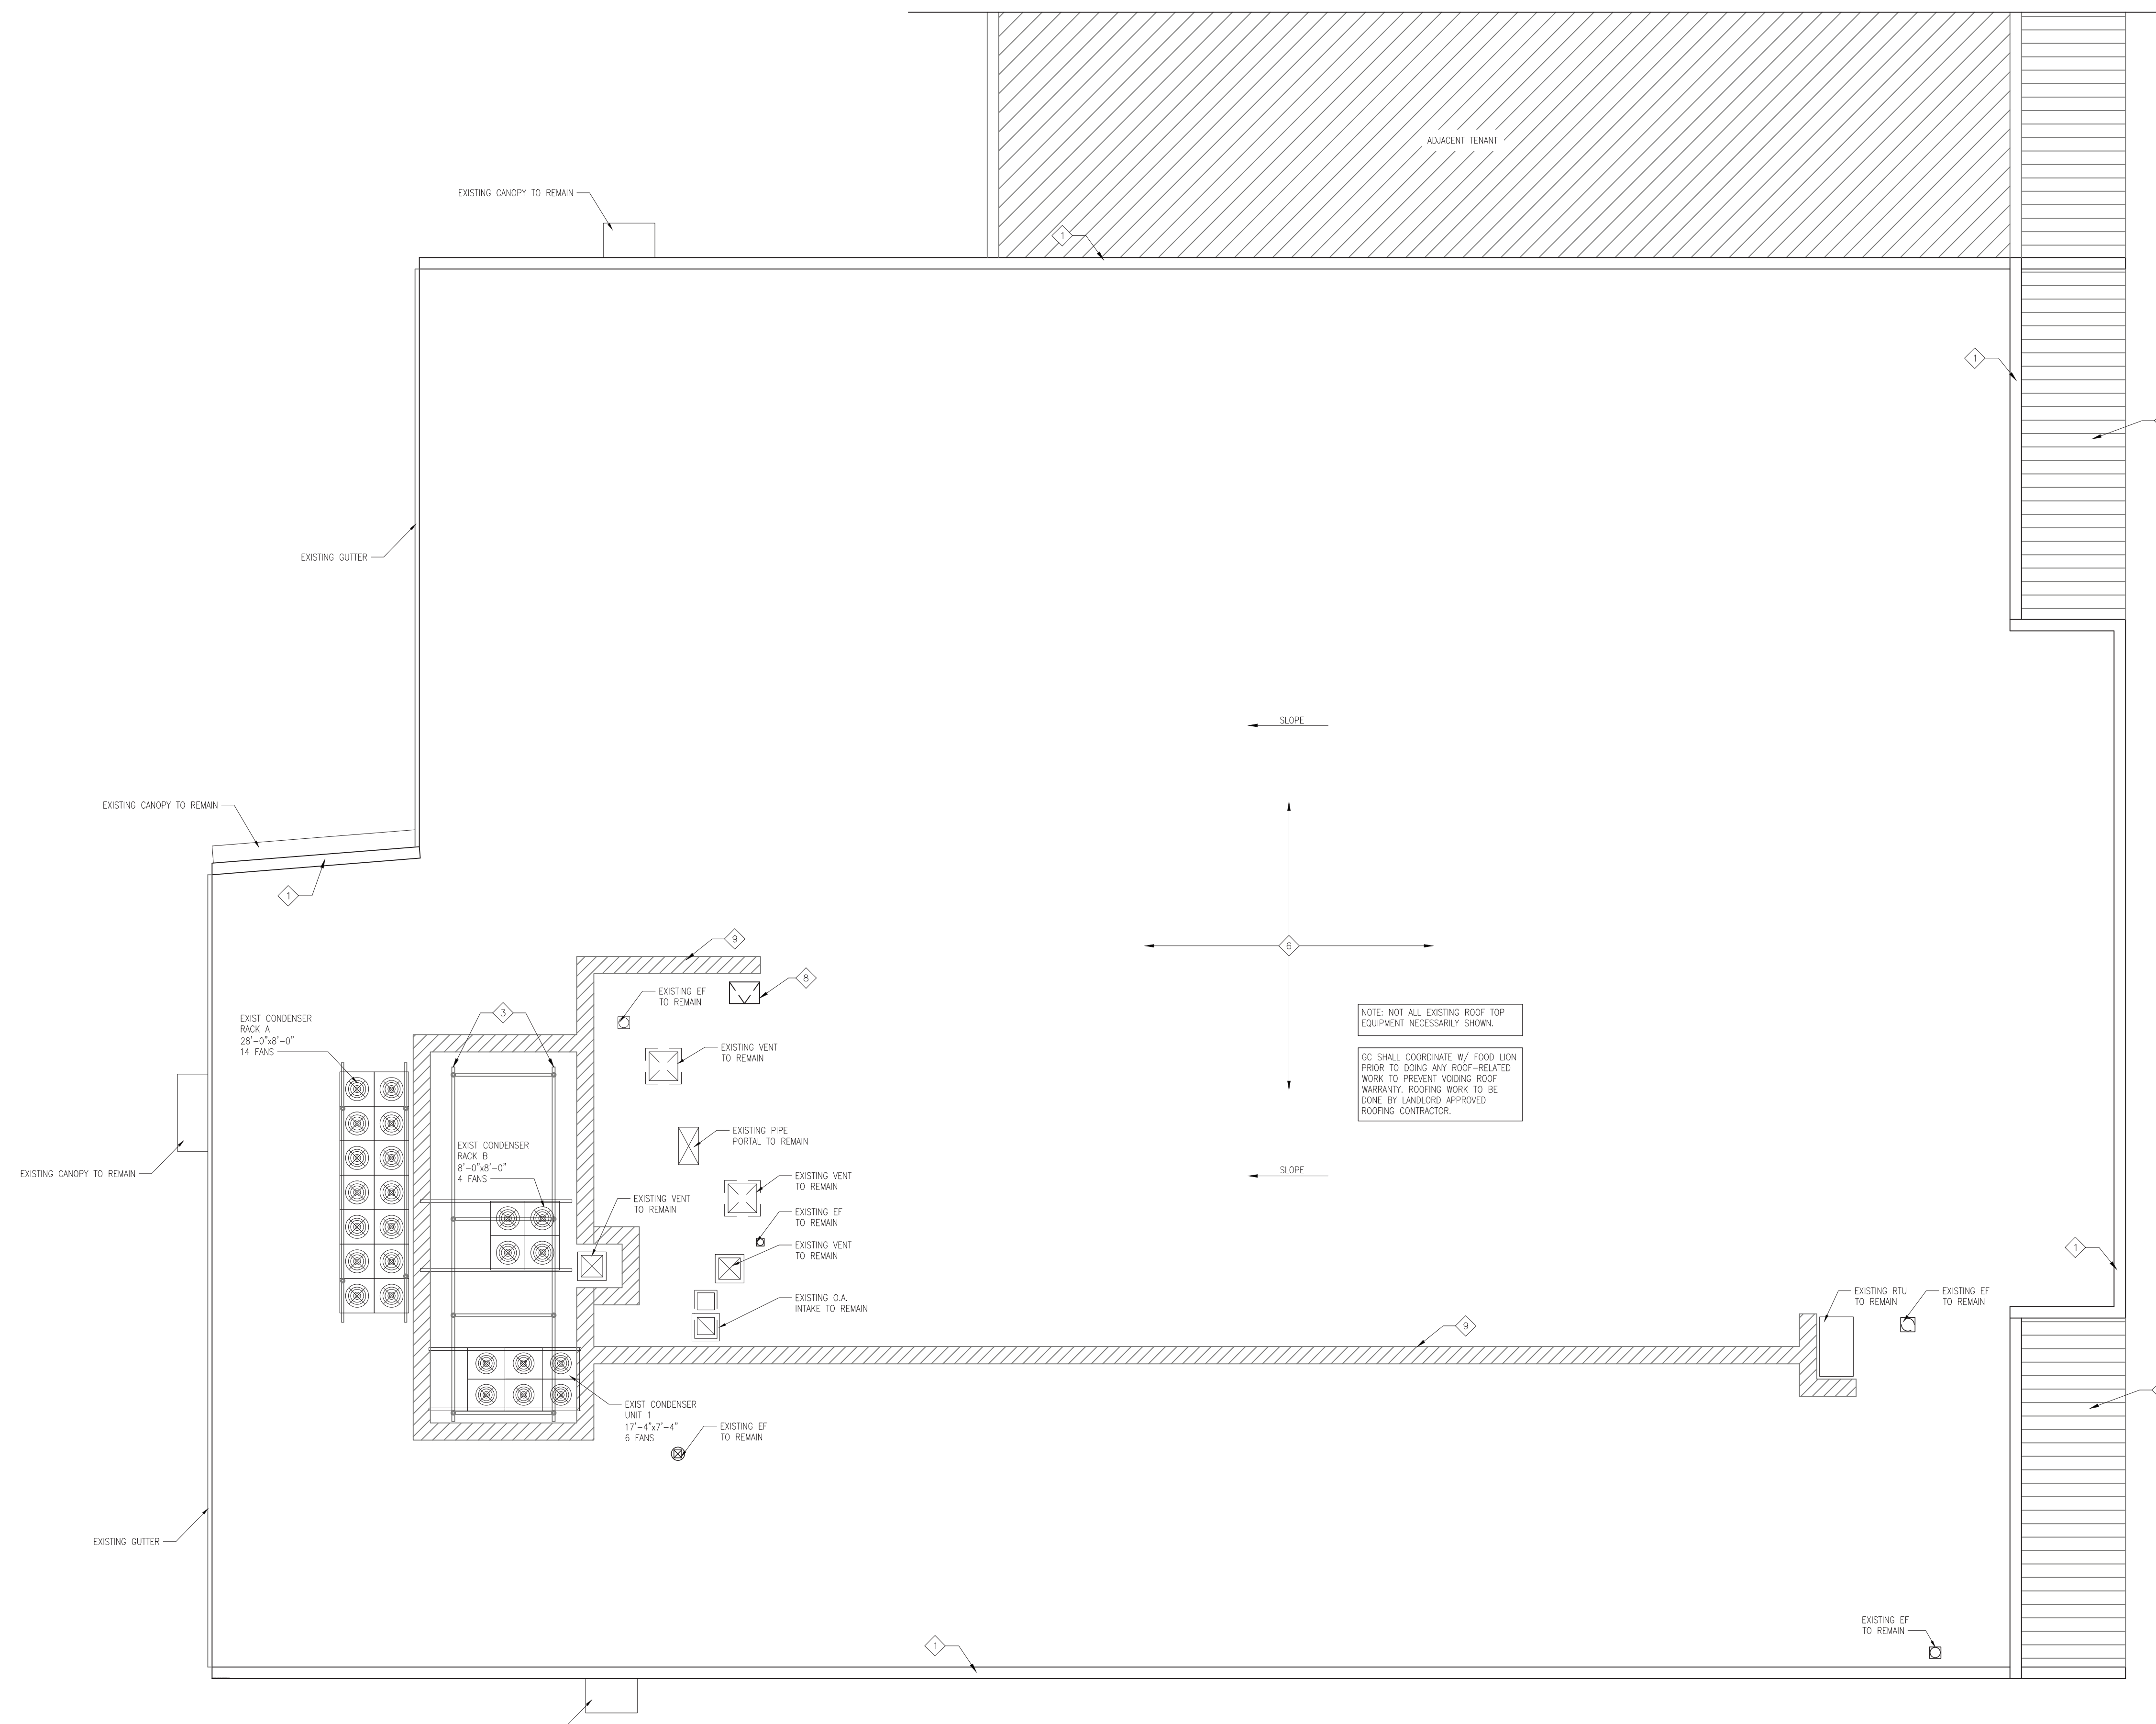 ADJACENT TENANT
EXISTING CANOPY TO REMAIN
1
1
EXISTING GUTTER
SLOPE
EXISTING CANOPY TO REMAIN
1
9
6
8
EXISTING EF
TO REMAIN
3
EXIST CONDENSER
RACK A
28'-0"x8'-0"
14 FANS
NOTE: NOT ALL EXISTING ROOF TOP
EQUIPMENT NECESSARILY SHOWN.
EXISTING VENT
TO REMAIN
GC SHALL COORDINATE W/ FOOD LION
PRIOR TO DOING ANY ROOF-RELATED
WORK TO PREVENT VOIDING ROOF
WARRANTY. ROOFING WORK TO BE
DONE BY LANDLORD APPROVED
ROOFING CONTRACTOR.
EXISTING PIPE
PORTAL TO REMAIN
EXIST CONDENSER
RACK B
8'-0"x8'-0"
4 FANS
EXISTING CANOPY TO REMAIN
SLOPE
EXISTING VENT
TO REMAIN
EXISTING VENT
TO REMAIN
EXISTING EF
TO REMAIN
EXISTING VENT
TO REMAIN
1
EXISTING O.A.
INTAKE TO REMAIN
EXISTING RTU
TO REMAIN
EXISTING EF
TO REMAIN
9
EXIST CONDENSER
UNIT 1
17'-4"x7'-4"
6 FANS
EXISTING EF
TO REMAIN
EXISTING GUTTER
EXISTING EF
TO REMAIN
1